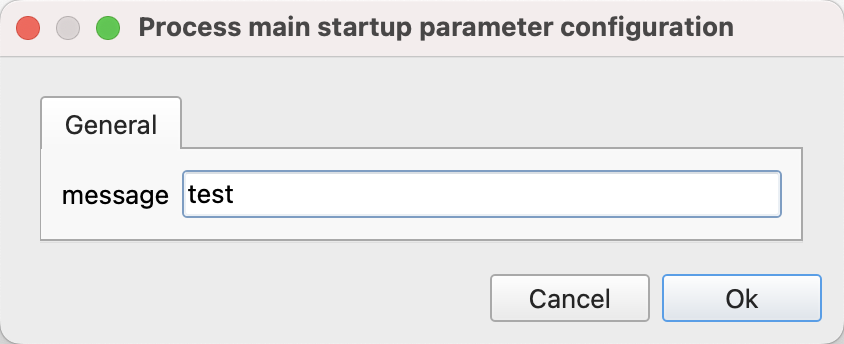 Process main startup parameter configuration
General
message test
Cancel Ok